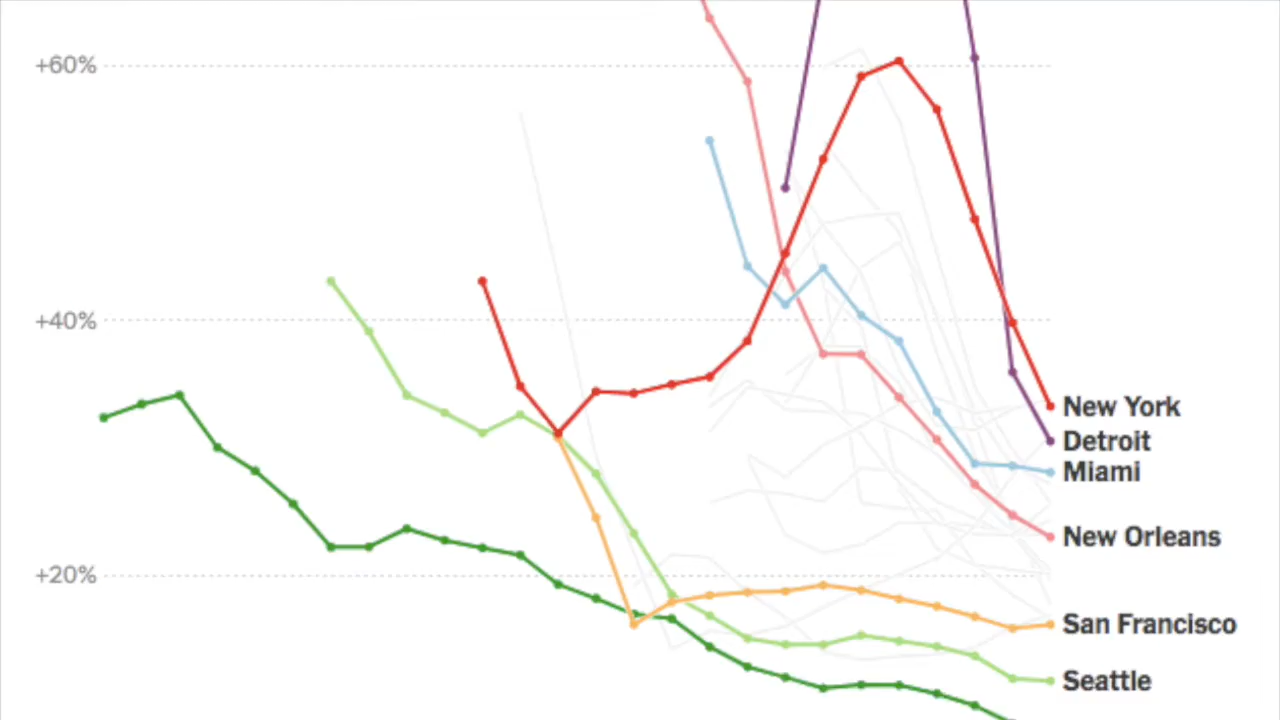 +60%
+40%
New York
Detroit
Miami
New Orleans
+20%
San Francisco
Seattle